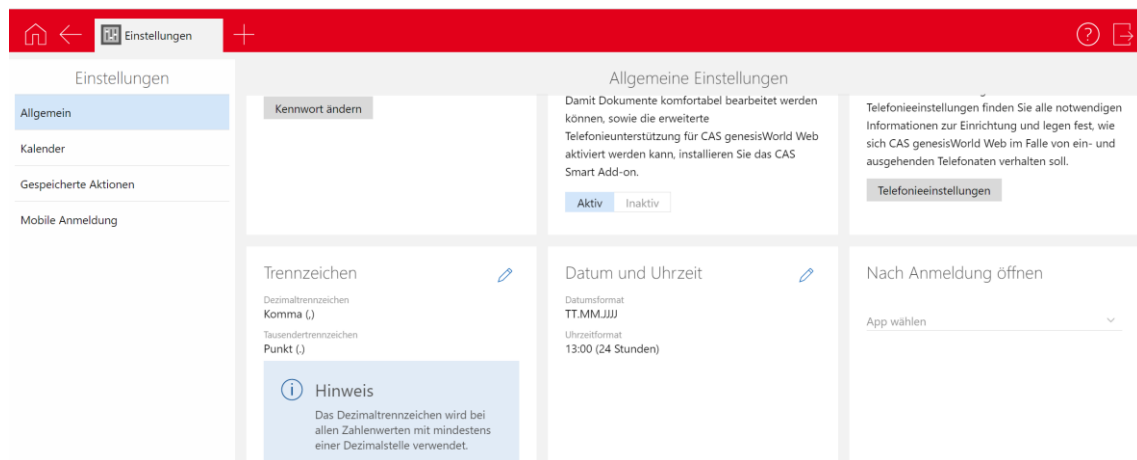 Einstellungen
Einstellungen
Allgemein
Kalender
Gespeicherte Aktionen
Mobile Anmeldung
Allgemeine Einstellungen
Kennwort ändern
Damit Dokumente komfortabel bearbeitet werden
können, sowie die erweiterte
Telefonieunterstützung für CAS genesisWorld Web
aktiviert werden kann, installieren Sie das CAS
Smart Add-on.
Aktiv
Inaktiv
Telefonieeinstellungen finden Sie alle notwendigen
Informationen zur Einrichtung und legen fest, wie
sich CAS genesisWorld Web im Falle von ein- und
ausgehenden Telefonaten verhalten soll.
Telefonieeinstellungen
Trennzeichen
Dezimaltrennzeichen
Komma (,)
Tausendertrennzeichen
Punkt (.)
Hinweis
Das Dezimaltrennzeichen wird bei
allen Zahlenwerten mit mindestens
einer Dezimalstelle verwendet.
Datum und Uhrzeit
Datumsformat
TT.MM.JJJJ
Uhrzeitformat
13:00 (24 Stunden)
Nach Anmeldung öffnen
App wählen